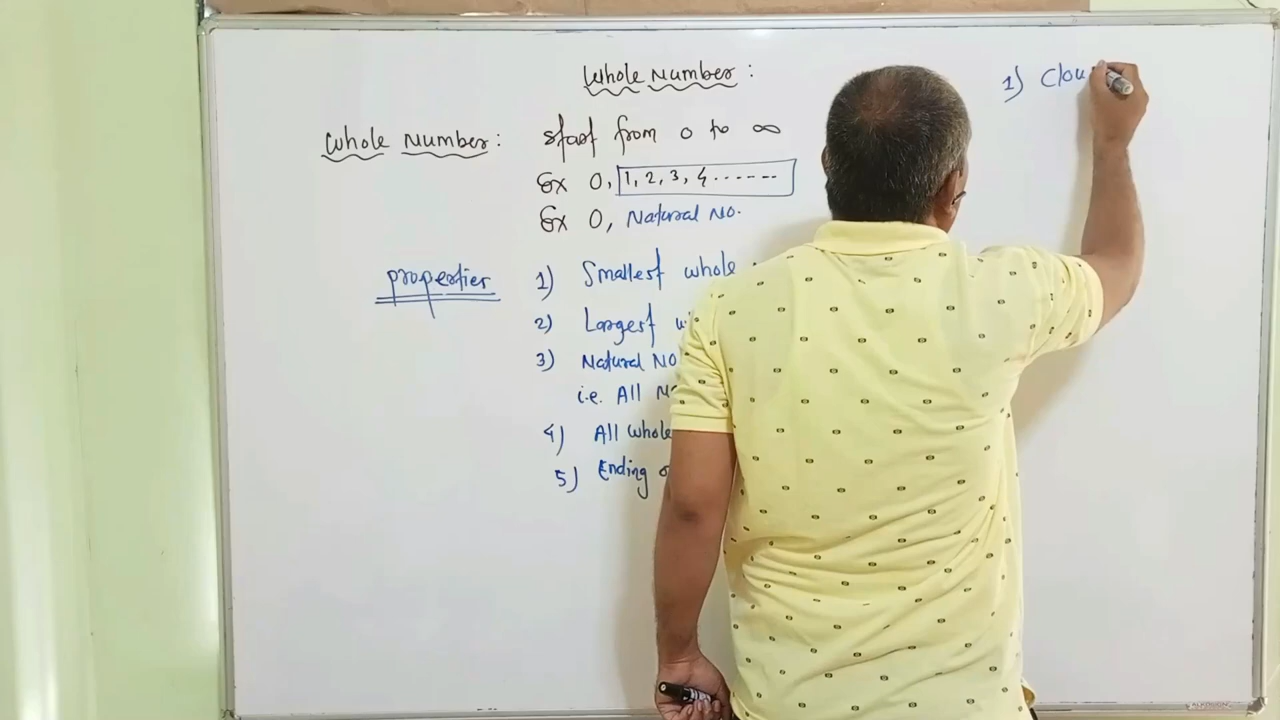 Whole Number :
Whole Number : Start from 0 to ∞
Ex 0, 1, 2, 3, 4 ......
Ex 0, Natural No.
properties 1) Smallest whole
2) Largest
3) Natural No
i.e. All
4) All whole
5) Ending
1) Clou